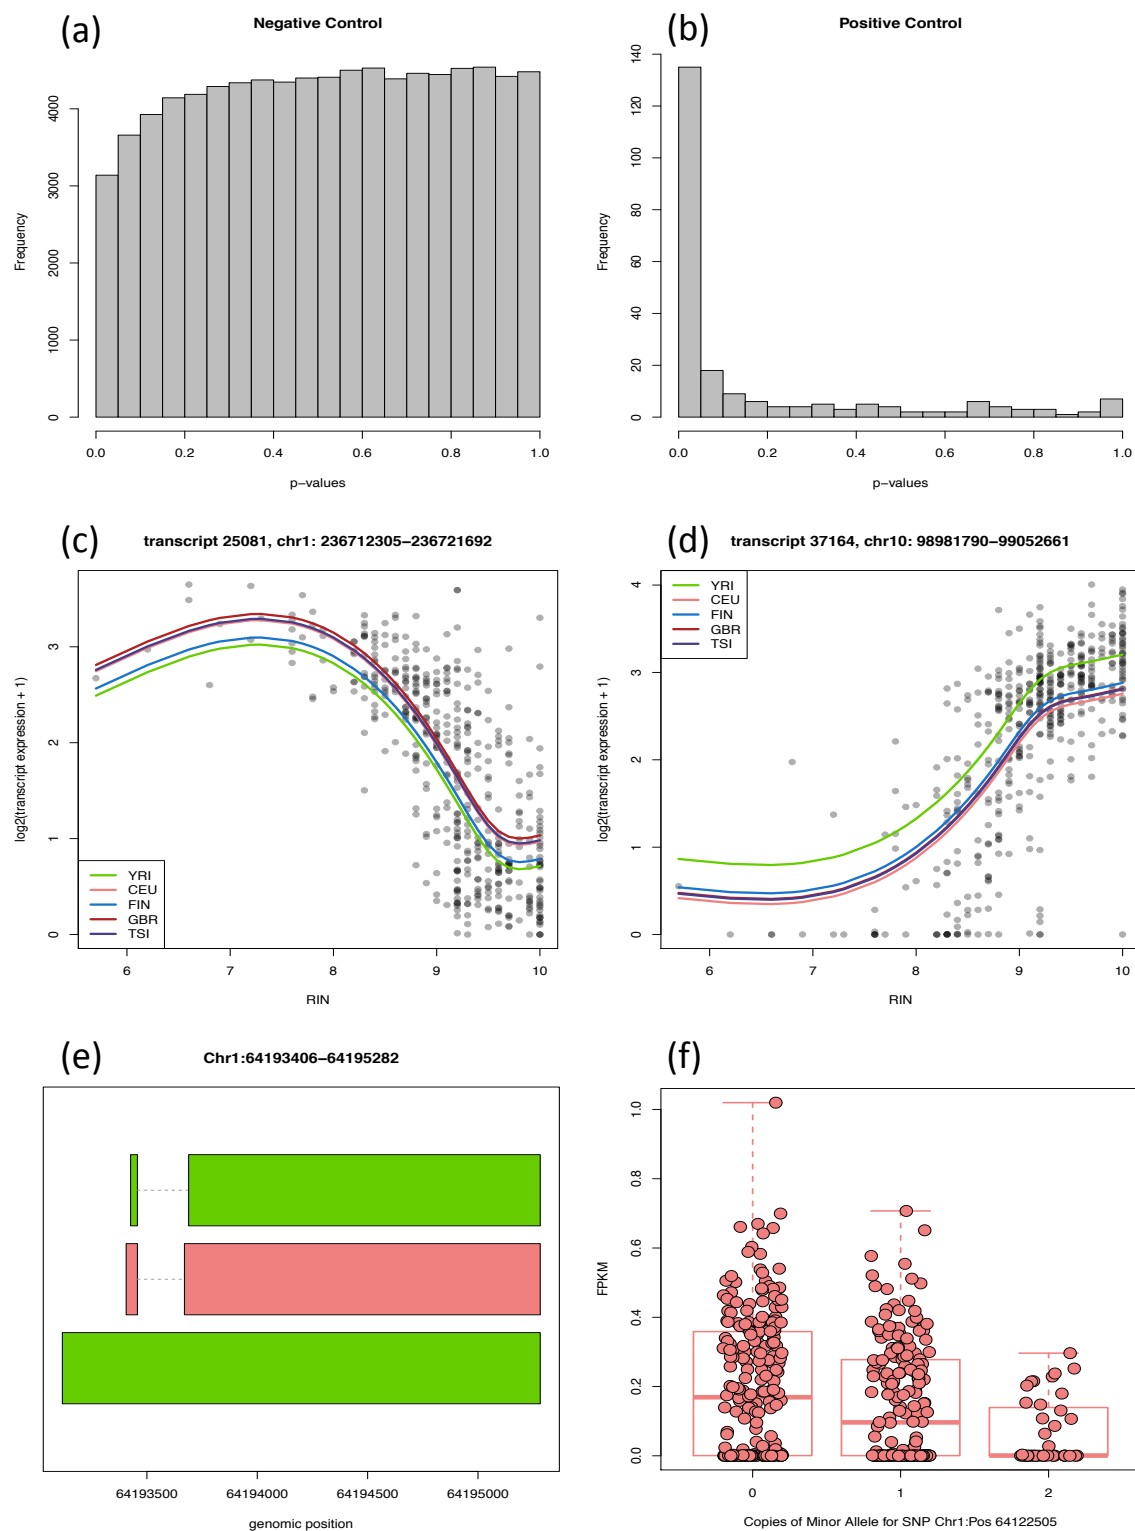 (a) Negative Control
Frequency
0 1000 2000 3000 4000
0.0 0.2 0.4 0.6 0.8 1.0
p−values
(b) Positive Control
Frequency
0 20 40 60 80 100 120 140
0.0 0.2 0.4 0.6 0.8 1.0
p−values
(c) transcript 25081, chr1: 236712305−236721692
log2(transcript expression + 1)
0 1 2 3
YRI
CEU
FIN
GBR
TSI
6 7 8 9 10
RIN
(d) transcript 37164, chr10: 98981790−99052661
log2(transcript expression + 1)
0 1 2 3 4
YRI
CEU
FIN
GBR
TSI
6 7 8 9 10
RIN
(e) Chr1:64193406−64195282
64193500 64194000 64194500 64195000
genomic position
(f)
FPKM
0.0 0.2 0.4 0.6 0.8 1.0
0 1 2
Copies of Minor Allele for SNP Chr1:Pos 64122505